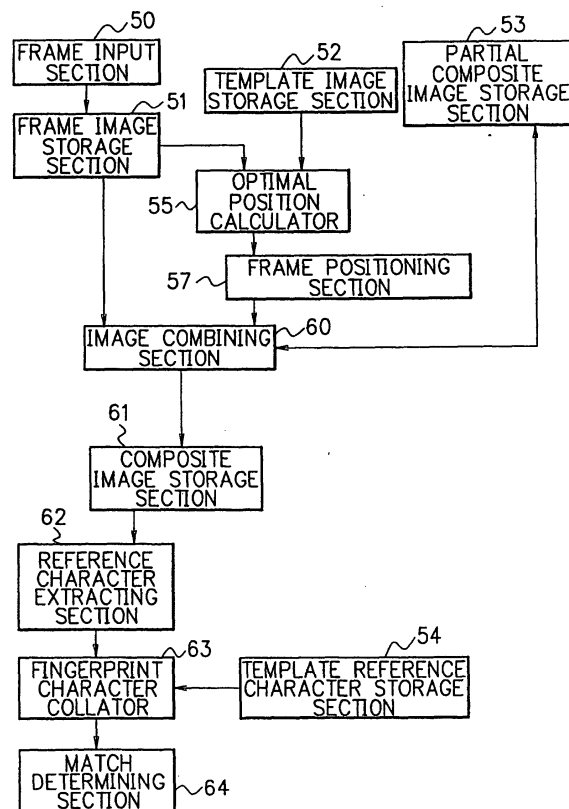 50
FRAME INPUT
SECTION
51
FRAME IMAGE
STORAGE
SECTION
52
TEMPLATE IMAGE
STORAGE SECTION
53
PARTIAL
COMPOSITE
IMAGE STORAGE
SECTION
55
OPTIMAL
POSITION
CALCULATOR
57
FRAME POSITIONING
SECTION
60
IMAGE COMBINING
SECTION
61
COMPOSITE
IMAGE STORAGE
SECTION
62
REFERENCE
CHARACTER
EXTRACTING
SECTION
63
FINGERPRINT
CHARACTER
COLLATOR
54
TEMPLATE REFERENCE
CHARACTER STORAGE
SECTION
MATCH
DETERMINING
SECTION
64